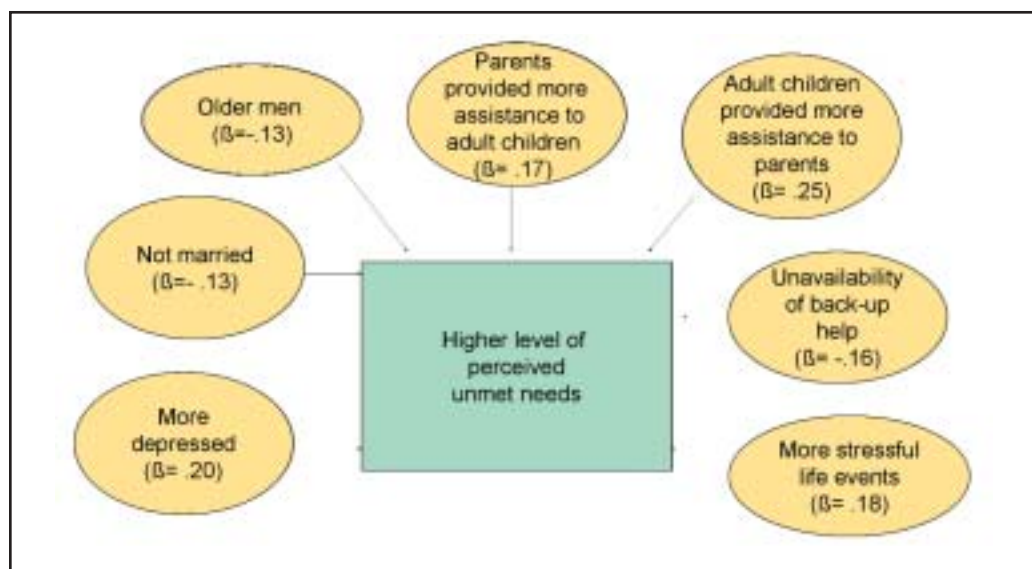 Older men
(ß=-.13)
Parents
provided more
assistance to
adult children
(ß= .17)
Adult children
provided more
assistance to
parents
(ß= .25)
Not married
(ß=- .13)
Higher level of
perceived
unmet needs
Unavailability
of back-up
help
(ß= -.16)
More
depressed
(ß= .20)
More stressful
life events
(ß= .18)